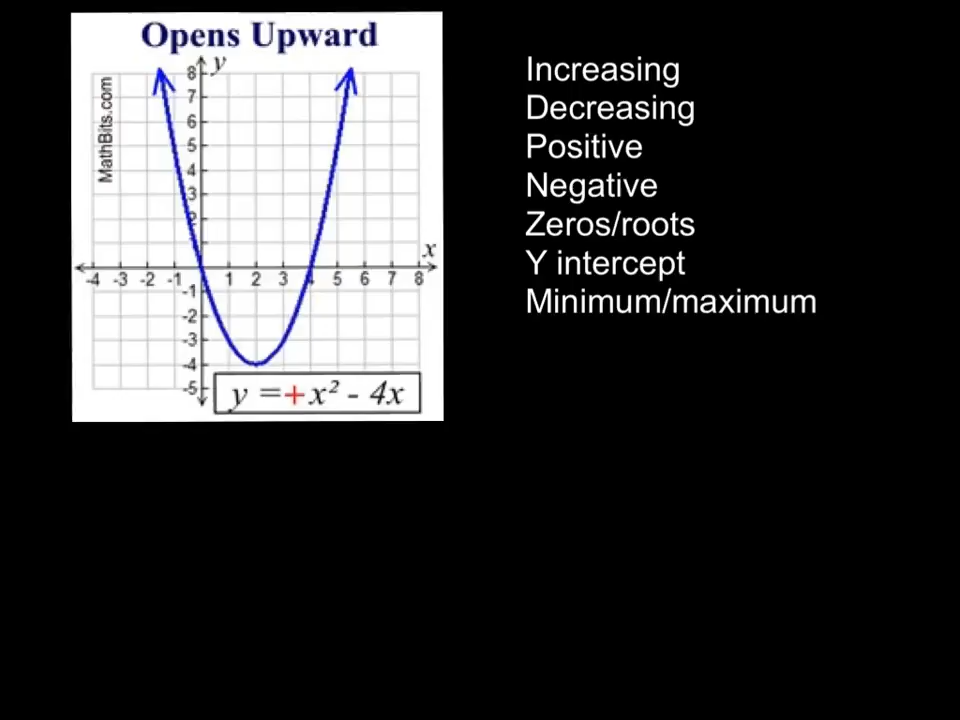 Opens Upward
MathBits.com
y
8
7
6
5
4
3
2
x
-4 -3 -2 -1 1 2 3 4 5 6 7 8
-1
-2
-3
-4
-5
y = + x² - 4x
Increasing
Decreasing
Positive
Negative
Zeros/roots
Y intercept
Minimum/maximum